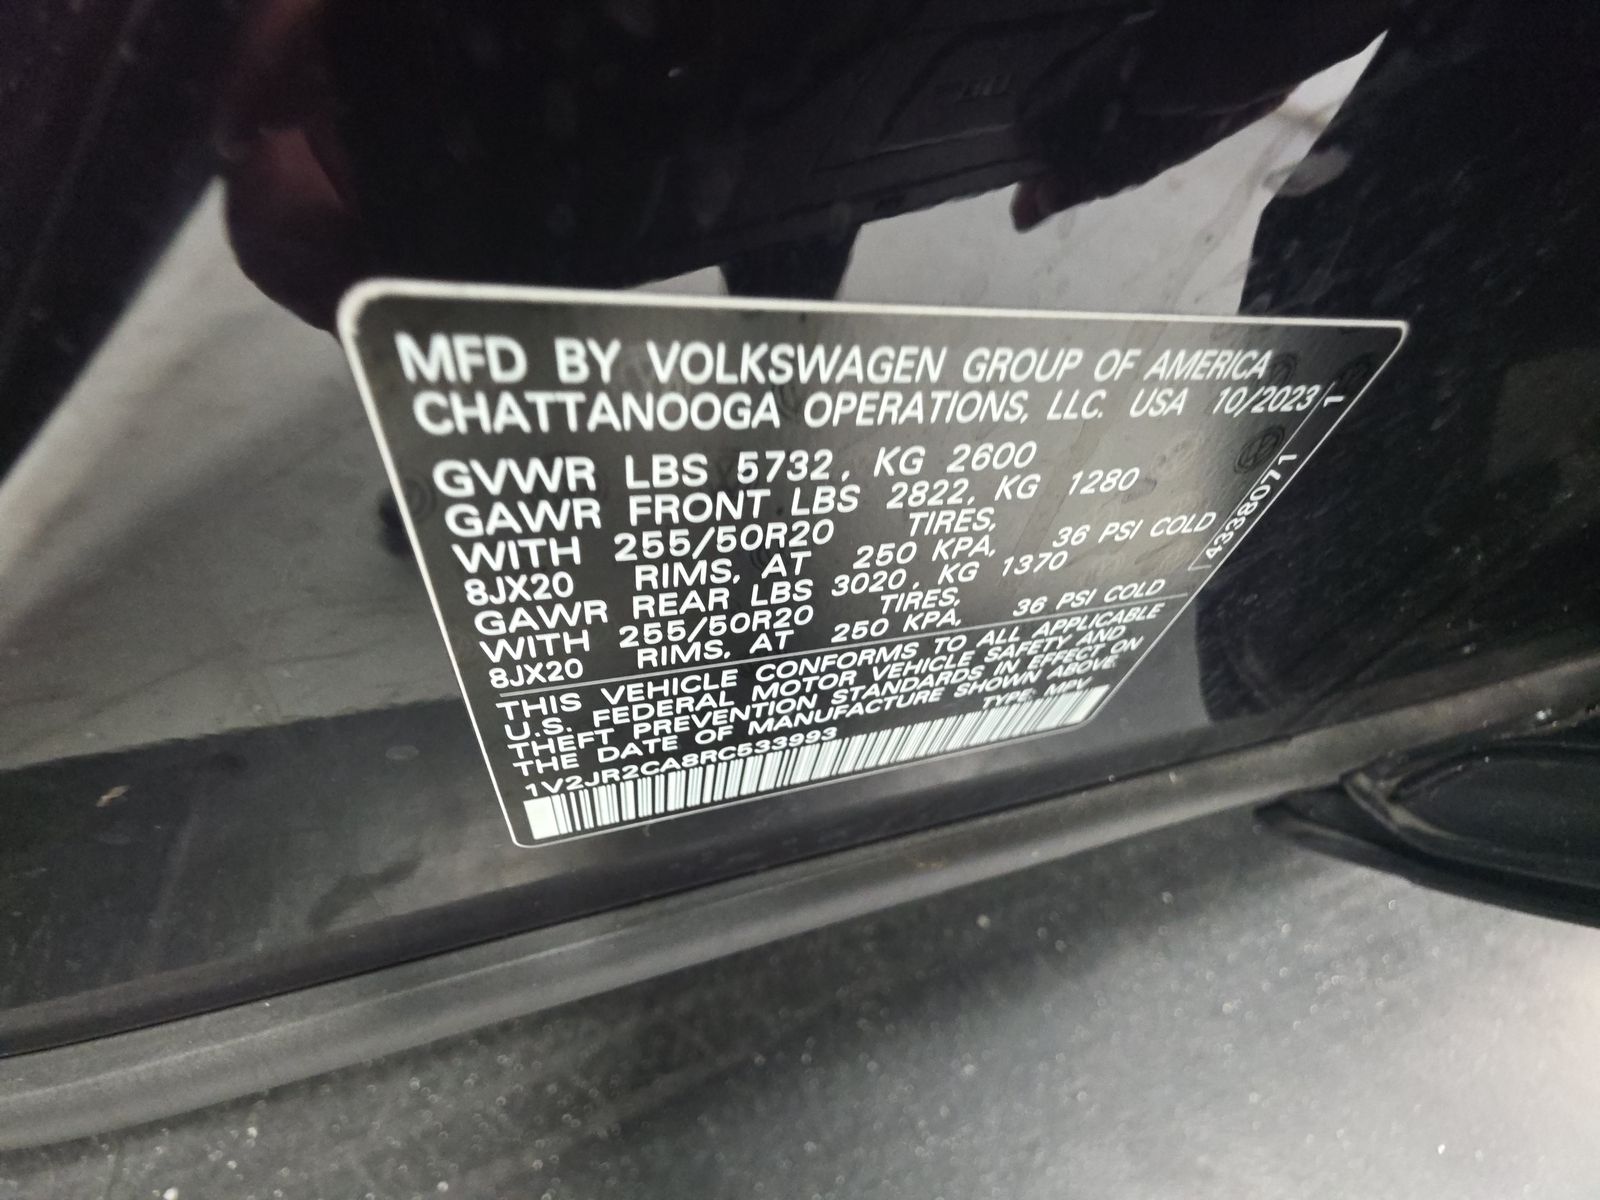 MFD BY VOLKSWAGEN GROUP OF AMERICA
CHATTANOOGA OPERATIONS, LLC. USA 10/2023
GVWR LBS 5732, KG 2600
GAWR FRONT LBS 2822, KG 1280
WITH 255/50R20 TIRES,
8JX20 RIMS, AT 250 KPA, 36 PSI COLD
GAWR REAR LBS 3020, KG 1370
WITH 255/50R20 TIRES,
8JX20 RIMS, AT 250 KPA, 36 PSI COLD
THIS VEHICLE CONFORMS TO ALL APPLICABLE
U.S. FEDERAL MOTOR VEHICLE SAFETY AND
THEFT PREVENTION STANDARDS IN EFFECT ON
THE DATE OF MANUFACTURE SHOWN ABOVE.
1V2JR2CA8RC533993 TYPE: MPV
4338071 1